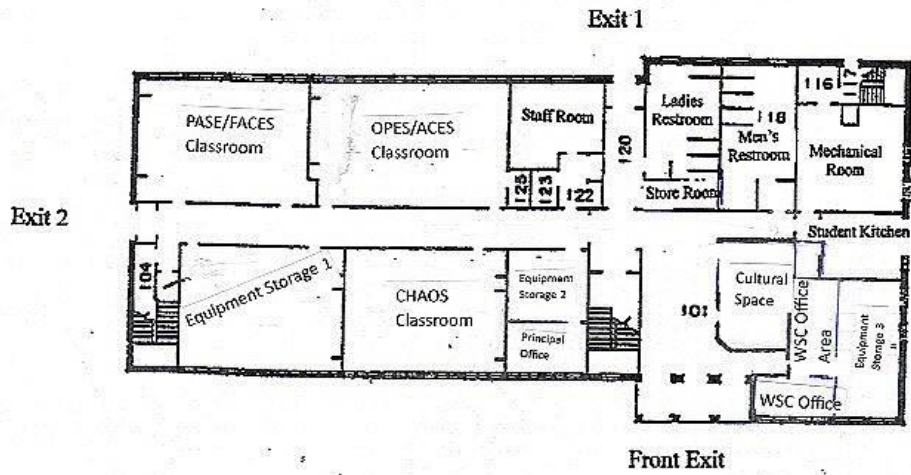 Exit 1
PASE/FACES
Classroom
OPES/ACES
Classroom
Staff Room
125
123
122
120
Ladies
Restroom
Store Room
118
Men's
Restroom
116
17
Mechanical
Room
Exit 2
Student Kitchen
104
Equipment Storage 1
CHAOS
Classroom
Equipment
Storage 2
Principal
Office
101
Cultural
Space
WSC Office
Area
Equipment
Storage 3
WSC Office
Front Exit